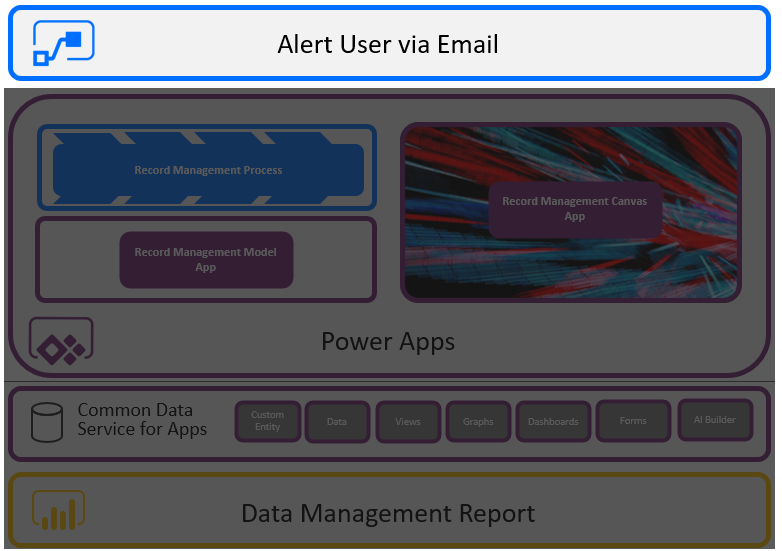 Alert User via Email
Record Management Process
Record Management Canvas
App
Record Management Model
App
Power Apps
Common Data
Service for Apps
Custom
Entity
Data
Views
Graphs
Dashboards
Forms
AI Builder
Data Management Report